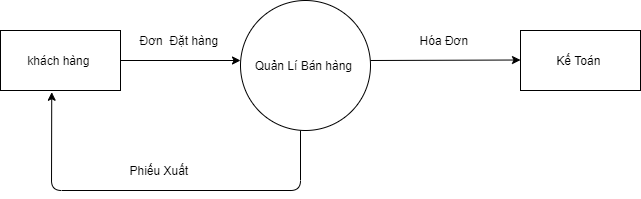 Đơn Đặt hàng
Hóa Đơn
khách hàng
Quản Lí Bán hàng
Kế Toán
Phiếu Xuất